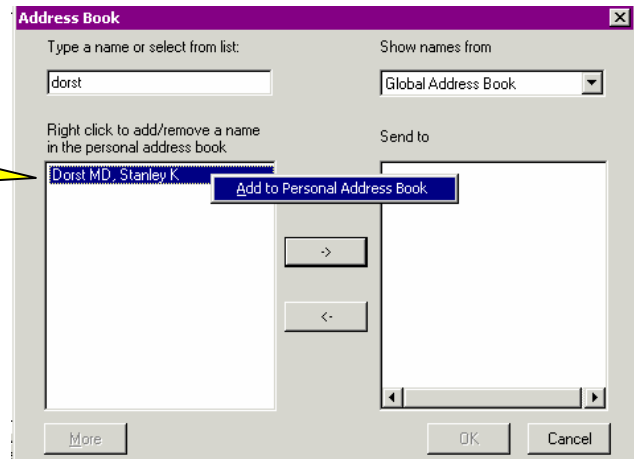 Address Book
Type a name or select from list:
Show names from
dorst
Global Address Book
Right click to add/remove a name
in the personal address book
Send to
Dorst MD, Stanley K
Add to Personal Address Book
->
<-
More
OK
Cancel